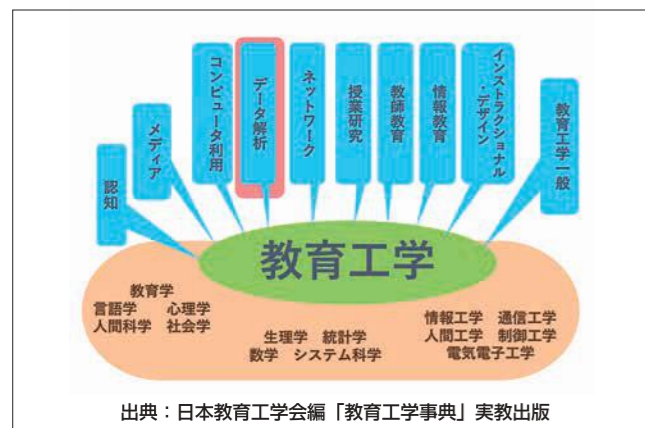 認知
メディア
コンピュータ利用
データ解析
ネットワーク
授業研究
教師教育
情報教育
インストラクショナル
・デザイン
教育工学一般
教育工学
教育学
言語学 心理学
人間科学 社会学
生理学 統計学
数学 システム科学
情報工学 通信工学
人間工学 制御工学
電気電子工学
出典：日本教育工学会編「教育工学事典」実教出版